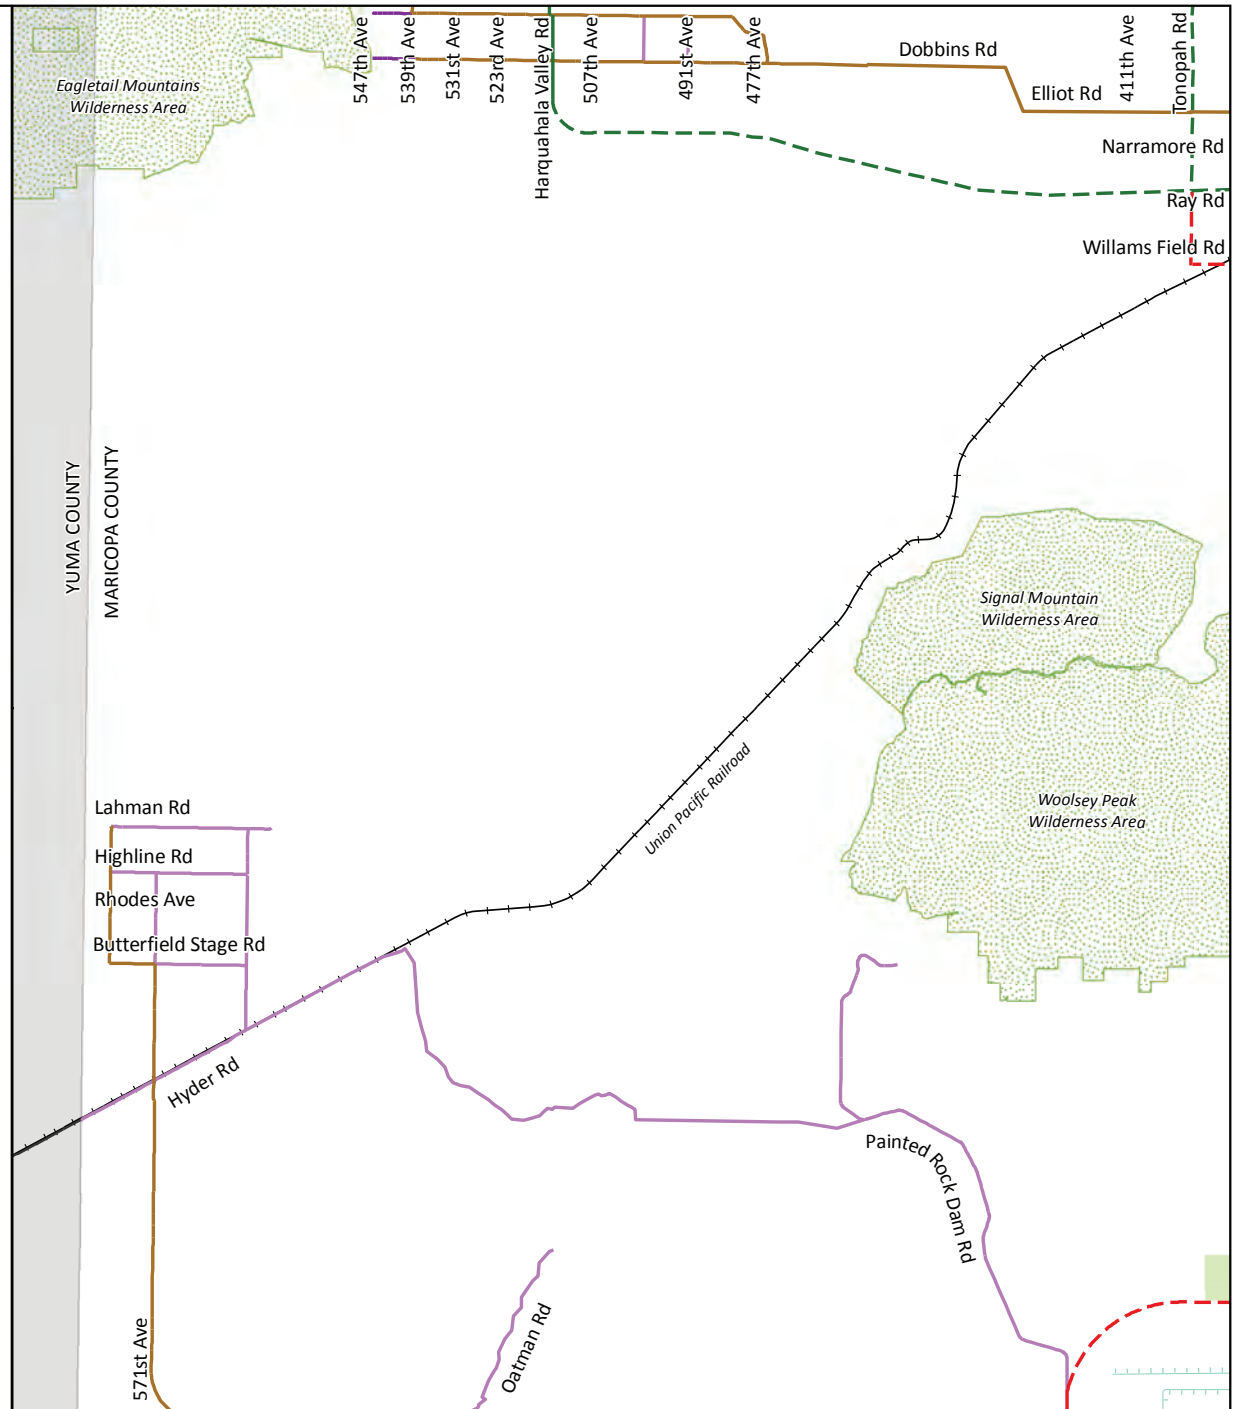 547th Ave
539th Ave
531st Ave
523rd Ave
Harquahala Valley Rd
507th Ave
491st Ave
477th Ave
Dobbins Rd
Elliot Rd
411th Ave
Tonopah Rd
Eagletail Mountains
Wilderness Area
Narramore Rd
Ray Rd
Willams Field Rd
YUMA COUNTY
MARICOPA COUNTY
Signal Mountain
Wilderness Area
Union Pacific Railroad
Woolsey Peak
Wilderness Area
Lahman Rd
Highline Rd
Rhodes Ave
Butterfield Stage Rd
Hyder Rd
Painted Rock Dam Rd
571st Ave
Oatman Rd